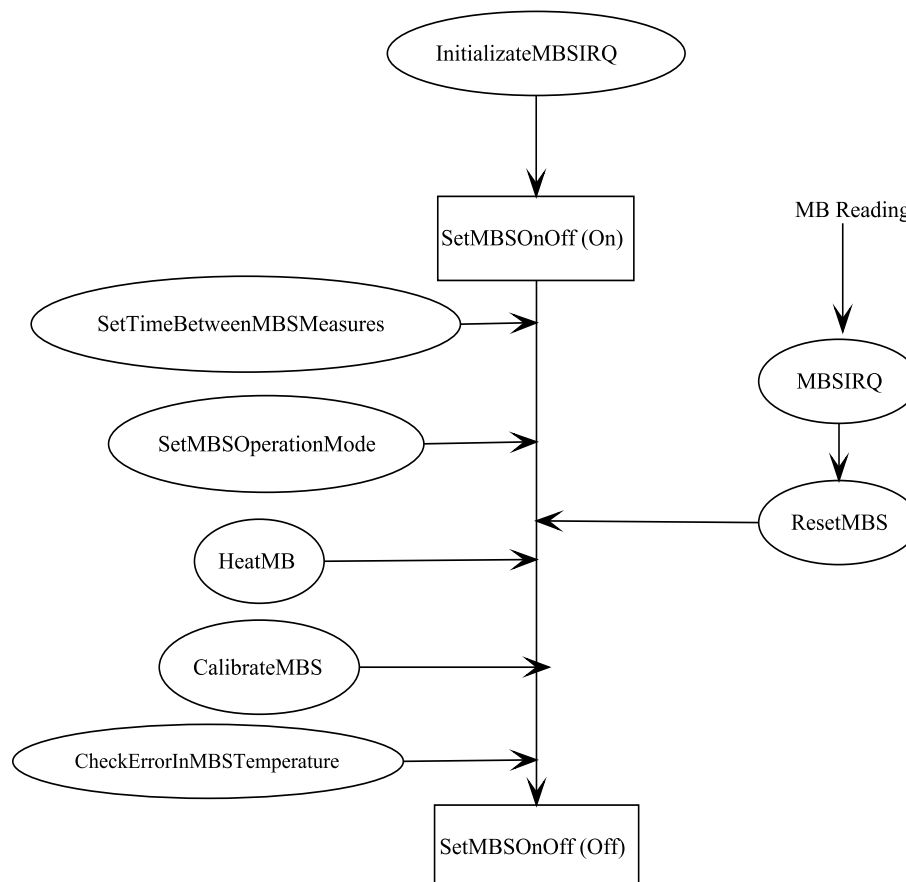 InitializateMBSIRQ
SetMBSOnOff (On)
MB Reading
SetTimeBetweenMBSMeasures
MBSIRQ
SetMBSOperationMode
ResetMBS
HeatMB
CalibrateMBS
CheckErrorInMBSTemperature
SetMBSOnOff (Off)